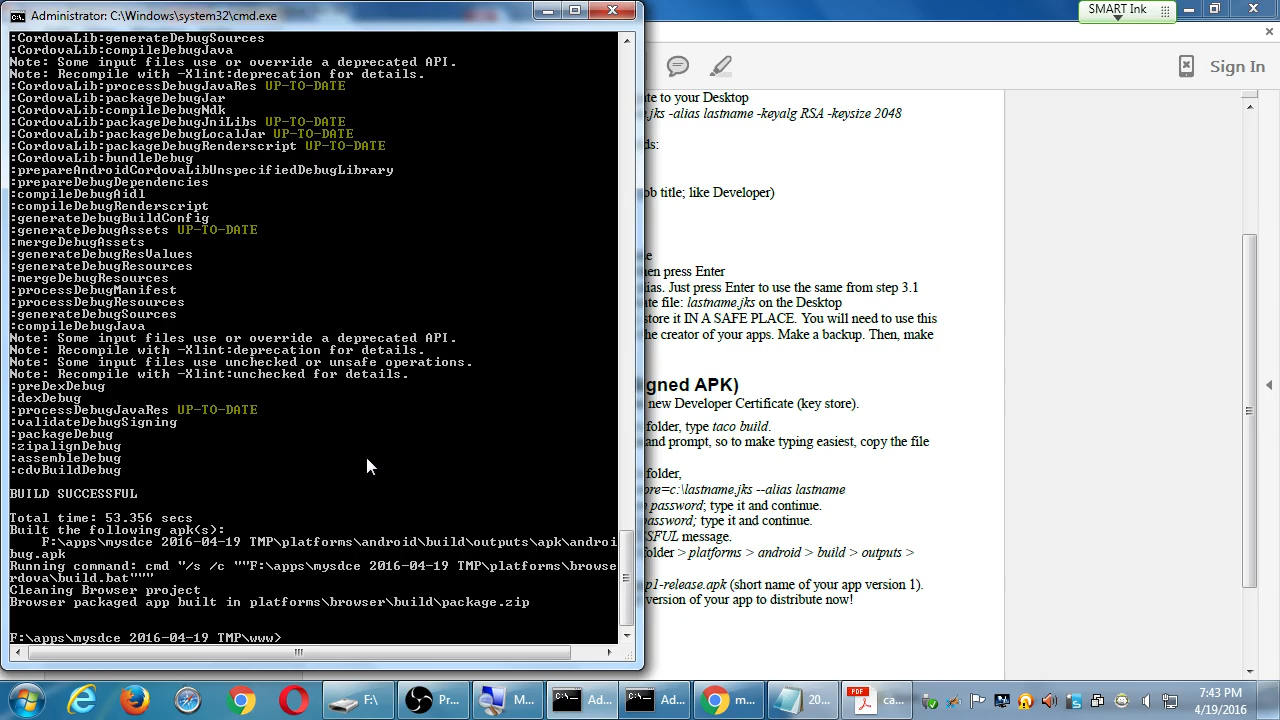 Administrator: C:\Windows\system32\cmd.exe
SMART Ink
:CordovaLib:generateDebugSources
:CordovaLib:compileDebugJava
Note: Some input files use or override a deprecated API.
Note: Recompile with -Xlint:deprecation for details.
:CordovaLib:processDebugJavaRes UP-TO-DATE
:CordovaLib:packageDebugJar
:CordovaLib:compileDebugNdk
:CordovaLib:packageDebugJniLibs UP-TO-DATE
:CordovaLib:packageDebugLocalJar UP-TO-DATE
:CordovaLib:packageDebugRenderscript UP-TO-DATE
:CordovaLib:bundleDebug
:prepareAndroidCordovaLibUnspecifiedDebugLibrary
:prepareDebugDependencies
:compileDebugAidl
:compileDebugRenderscript
:generateDebugBuildConfig
:generateDebugAssets UP-TO-DATE
:mergeDebugAssets
:generateDebugResValues
:generateDebugResources
:mergeDebugResources
:processDebugManifest
:processDebugResources
:generateDebugSources
:compileDebugJava
Note: Some input files use or override a deprecated API.
Note: Recompile with -Xlint:deprecation for details.
Note: Some input files use unchecked or unsafe operations.
Note: Recompile with -Xlint:unchecked for details.
:preDexDebug
:dexDebug
:processDebugJavaRes UP-TO-DATE
:validateDebugSigning
:packageDebug
:zipalignDebug
:assembleDebug
:cdvBuildDebug
BUILD SUCCESSFUL
Total time: 53.356 secs
Built the following apk(s):
F:\apps\mysdce 2016-04-19 TMP\platforms\android\build\outputs\apk\androi
bug.apk
Running command: cmd "/s /c ""F:\apps\mysdce 2016-04-19 TMP\platforms\browse
rdova\build.bat"""
Cleaning Browser project
Browser packaged app built in platforms\browser\build\package.zip
F:\apps\mysdce 2016-04-19 TMP\www>
Sign In
te to your Desktop
.jks -alias lastname -keyalg RSA -keysize 2048
ds:
ob title; like Developer)
se
en press Enter
ias. Just press Enter to use the same from step 3.1
te file: lastname.jks on the Desktop
store it IN A SAFE PLACE. You will need to use this
he creator of your apps. Make a backup. Then, make
gned APK)
new Developer Certificate (key store).
folder, type taco build.
and prompt, so to make typing easiest, copy the file
folder,
ore=c:\lastname.jks --alias lastname
password; type it and continue.
assword; type it and continue.
SFUL message.
folder > platforms > android > build > outputs >
p1-release.apk (short name of your app version 1).
version of your app to distribute now!
F:\
Pr...
M...
Ad...
Ad...
m...
20...
PDF
ca...
7:43 PM
4/19/2016